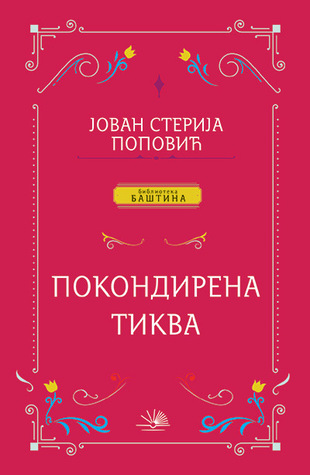 ЈОВАН СТЕРИЈА
ПОПОВИЋ
библиотека
БАШТИНА
ПОКОНДИРЕНА
ТИКВА